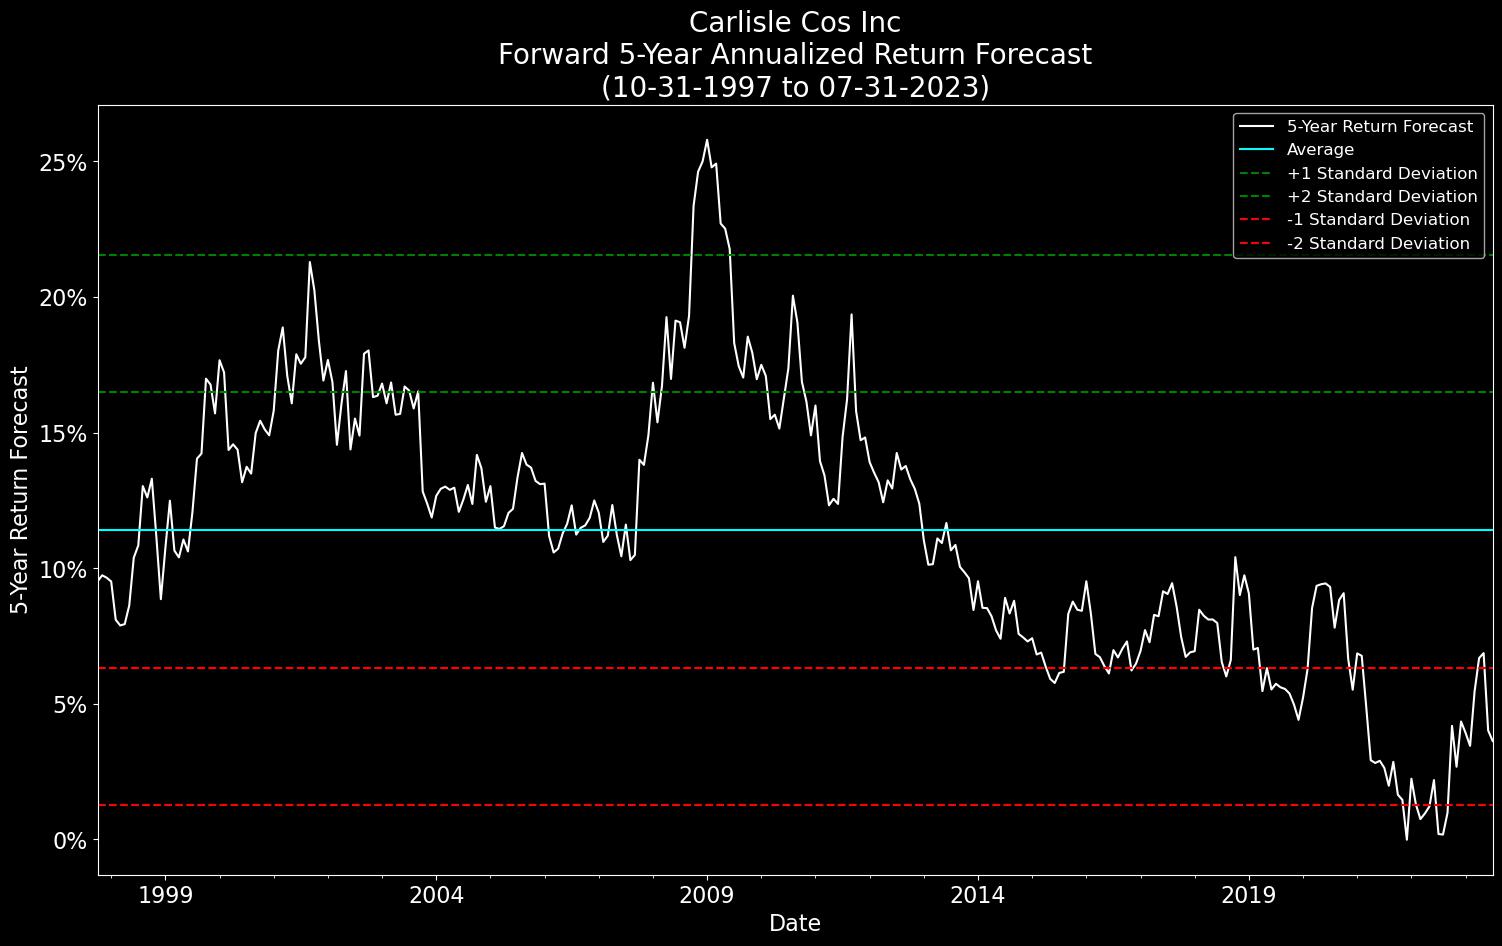 Carlisle Cos Inc
Forward 5-Year Annualized Return Forecast
(10-31-1997 to 07-31-2023)
5-Year Return Forecast
Average
+1 Standard Deviation
+2 Standard Deviation
-1 Standard Deviation
-2 Standard Deviation
25%
20%
15%
10%
5%
0%
5-Year Return Forecast
1999 2004 2009 2014 2019
Date